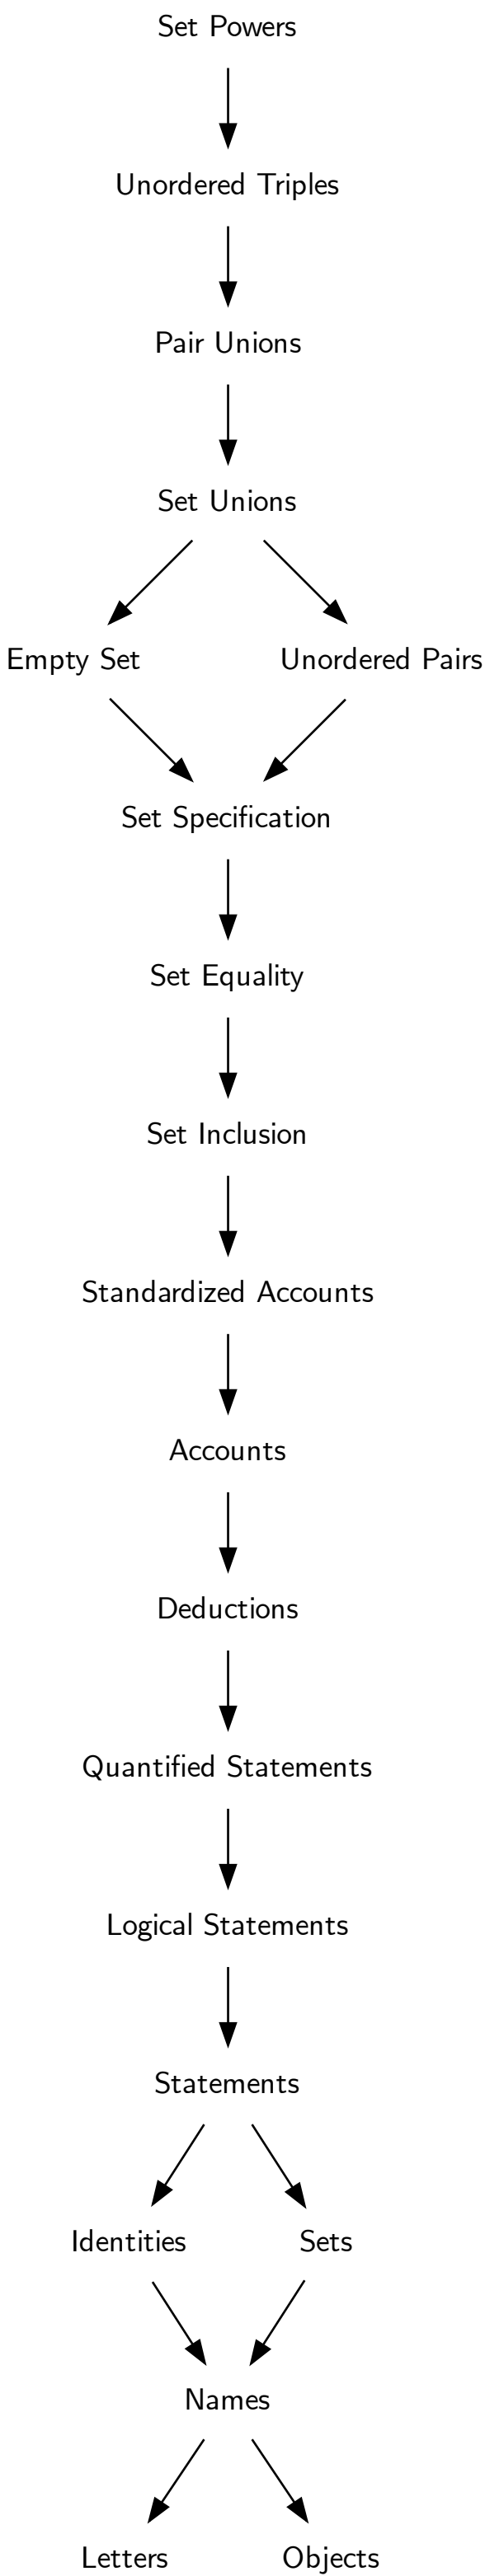 Set Powers
Unordered Triples
Pair Unions
Set Unions
Empty Set
Unordered Pairs
Set Specification
Set Equality
Set Inclusion
Standardized Accounts
Accounts
Deductions
Quantified Statements
Logical Statements
Statements
Identities
Sets
Names
Letters
Objects